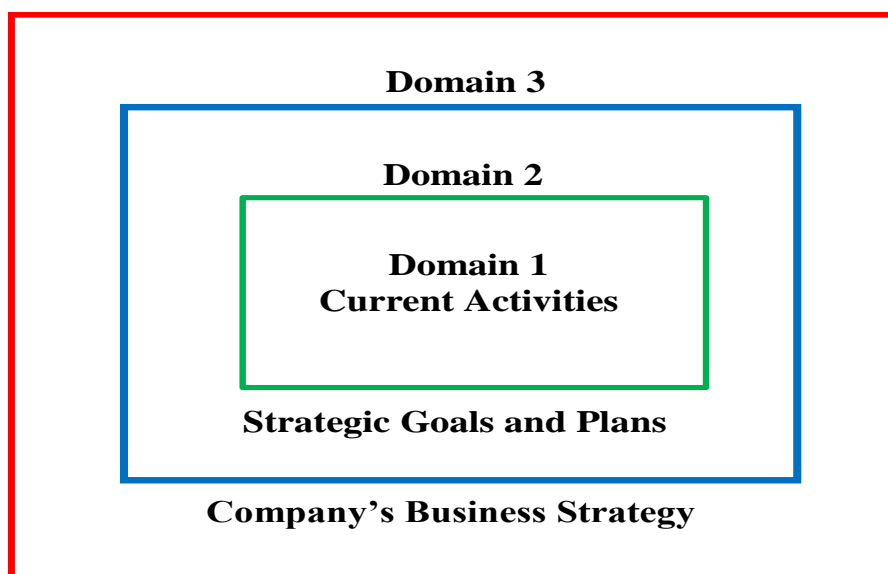 Domain 3
Domain 2
Domain 1
Current Activities
Strategic Goals and Plans
Company’s Business Strategy